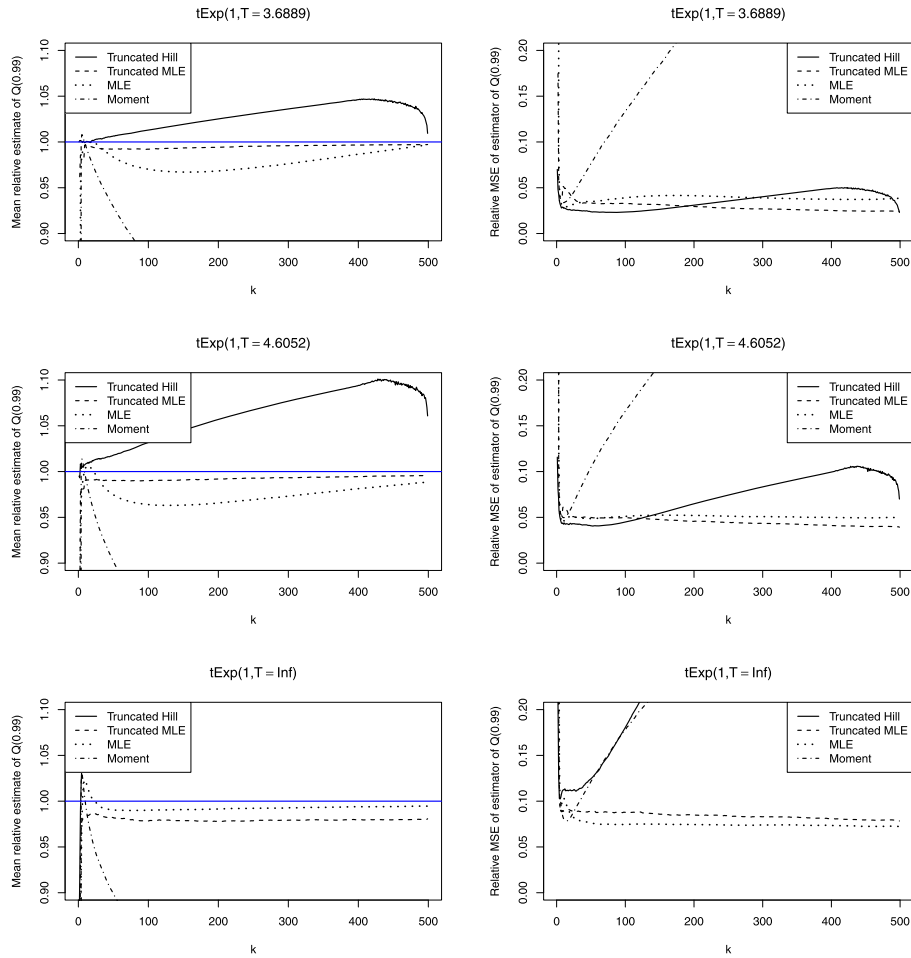 tExp(1,T = 3.6889)
Mean relative estimate of Q(0.99)
1.10
1.05
1.00
0.95
0.90
Truncated Hill
Truncated MLE
MLE
Moment
0 100 200 300 400 500
k
tExp(1,T = 3.6889)
Relative MSE of estimator of Q(0.99)
0.20
0.15
0.10
0.05
0.00
Truncated Hill
Truncated MLE
MLE
Moment
0 100 200 300 400 500
k
tExp(1,T = 4.6052)
Mean relative estimate of Q(0.99)
1.10
1.05
1.00
0.95
0.90
Truncated Hill
Truncated MLE
MLE
Moment
0 100 200 300 400 500
k
tExp(1,T = 4.6052)
Relative MSE of estimator of Q(0.99)
0.20
0.15
0.10
0.05
0.00
Truncated Hill
Truncated MLE
MLE
Moment
0 100 200 300 400 500
k
tExp(1,T = Inf)
Mean relative estimate of Q(0.99)
1.10
1.05
1.00
0.95
0.90
Truncated Hill
Truncated MLE
MLE
Moment
0 100 200 300 400 500
k
tExp(1,T = Inf)
Relative MSE of estimator of Q(0.99)
0.20
0.15
0.10
0.05
0.00
Truncated Hill
Truncated MLE
MLE
Moment
0 100 200 300 400 500
k